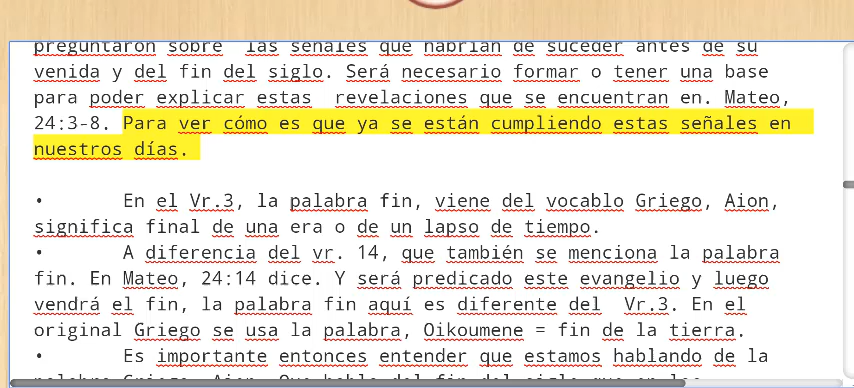 preguntaron sobre  las señales que habrían de suceder antes de su
venida y del fin del siglo. Será necesario formar o tener una base
para poder explicar estas  revelaciones que se encuentran en. Mateo,
24:3-8. Para ver cómo es que ya se están cumpliendo estas señales en
nuestros días.
•	En el Vr.3, la palabra fin, viene del vocablo Griego, Aion,
significa final de una era o de un lapso de tiempo.
•	A diferencia del vr. 14, que también se menciona la palabra
fin. En Mateo, 24:14 dice. Y será predicado este evangelio y luego
vendrá el fin, la palabra fin aquí es diferente del  Vr.3. En el
original Griego se usa la palabra, Oikoumene = fin de la tierra.
•	Es importante entonces entender que estamos hablando de la